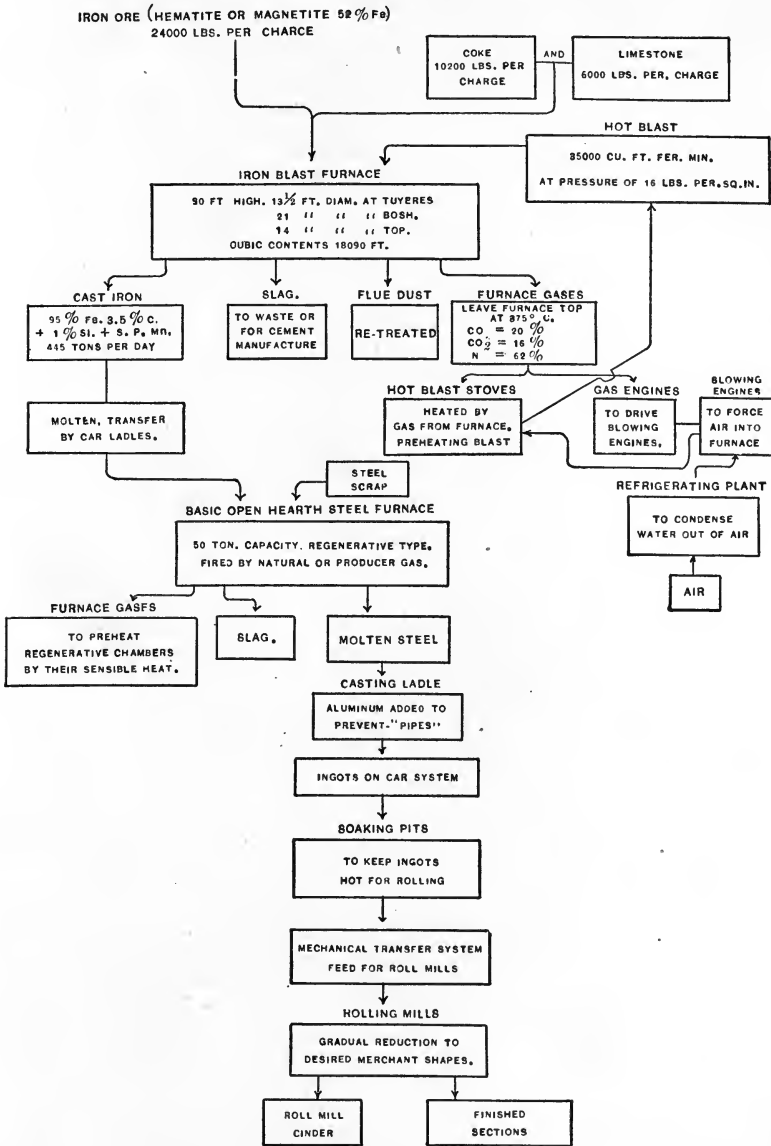 IRON ORE (HEMATITE OR MAGNETITE 52% Fe)
24000 LBS. PER CHARCE
COKE
10200 LBS. PER
CHARGE
AND
LIMESTONE
6000 LBS. PER, CHARGE
HOT BLAST
35000 CU. FT. FER. MIN.
AT PRESSURE OF 16 LBS. PER.SQ.IN.
IRON BLAST FURNACE
90 FT HIGH. 13½ FT. DIAM. AT TUYERES
21 " " " BOSH.
14 " " " TOP.
OUBIC CONTENTS 18090 FT.
CAST IRON
95% Fe. 3.5% C.
+ 1% SI. + S. P. Mn.
445 TONS PER DAY
SLAG.
TO WASTE OR
FOR CEMENT
MANUFACTURE
FLUE DUST
RE-TREATED
FURNACE GASES
LEAVE FURNACE TOP
AT 375° C.
CO = 20 %
CO2 = 16 %
N = 62%
MOLTEN, TRANSFER
BY CAR LADLES.
HOT BLAST STOVES
HEATED BY
GAS FROM FURNACE.
PREHEATING BLAST
GAS ENGINES
TO DRIVE
BLOWING
ENGINES.
BLOWING
ENGINES
TO FORCE
AIR INTO
FURNACE
STEEL
SCRAP
REFRIGERATING PLANT
TO CONDENSE
WATER OUT OF AIR
AIR
BASIC OPEN HEARTH STEEL FURNACE
50 TON. CAPACITY. REGENERATIVE TYPE.
FIRED BY NATURAL OR PRODUCER GAS.
FURNACE GASFS
TO PREHEAT
REGENERATIVE CHAMBERS
BY THEIR SENSIBLE HEAT.
SLAG.
MOLTEN STEEL
CASTING LADLE
ALUMINUM ADDED TO
PREVENT-"PIPES"
INGOTS ON CAR SYSTEM
SOAKING PITS
TO KEEP INGOTS
HOT FOR ROLLING
MECHANICAL TRANSFER SYSTEM
FEED FOR ROLL MILLS
HOLLING MILLS
GRADUAL REDUCTION TO
DESIRED MERCHANT SHAPES.
ROLL MILL
CINDER
FINISHED
SECTIONS